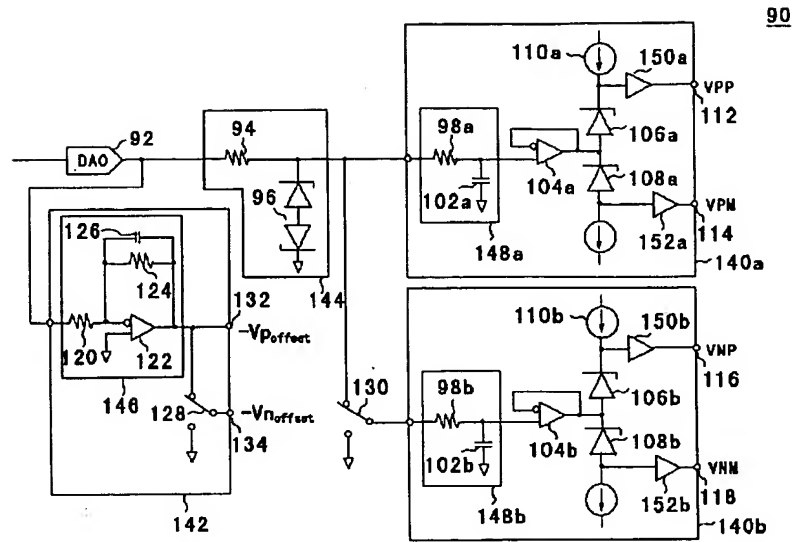 90
110a
150a
VPP
112
92
94
98a
106a
DAO
96
102a
104a
108a
126
VPM
114
124
152a
148a
140a
144
132
-Vpoffset
120
122
110b
150b
VNP
116
130
98b
106b
146
128
-Vnoffset
134
104b
108b
102b
VNM
118
152b
142
148b
140b